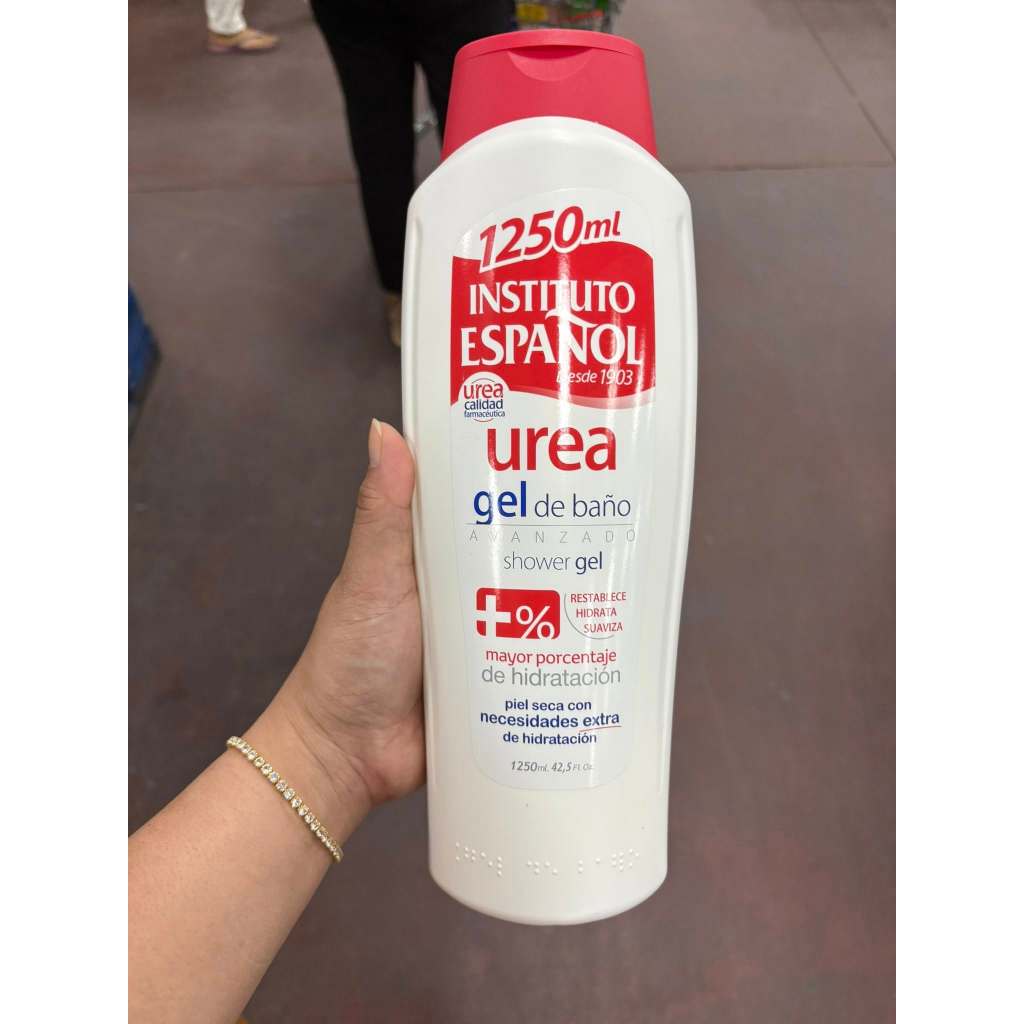 1250ml
INSTITUTO
ESPAÑOL
Desde 1903
urea
calidad
farmacéutica
urea
gel de baño
AVANZADO
shower gel
+%
RESTABLECE
HIDRATA
SUAVIZA
mayor porcentaje
de hidratación
piel seca con
necesidades extra
de hidratación
1250ml. 42,5 Fl. Oz.